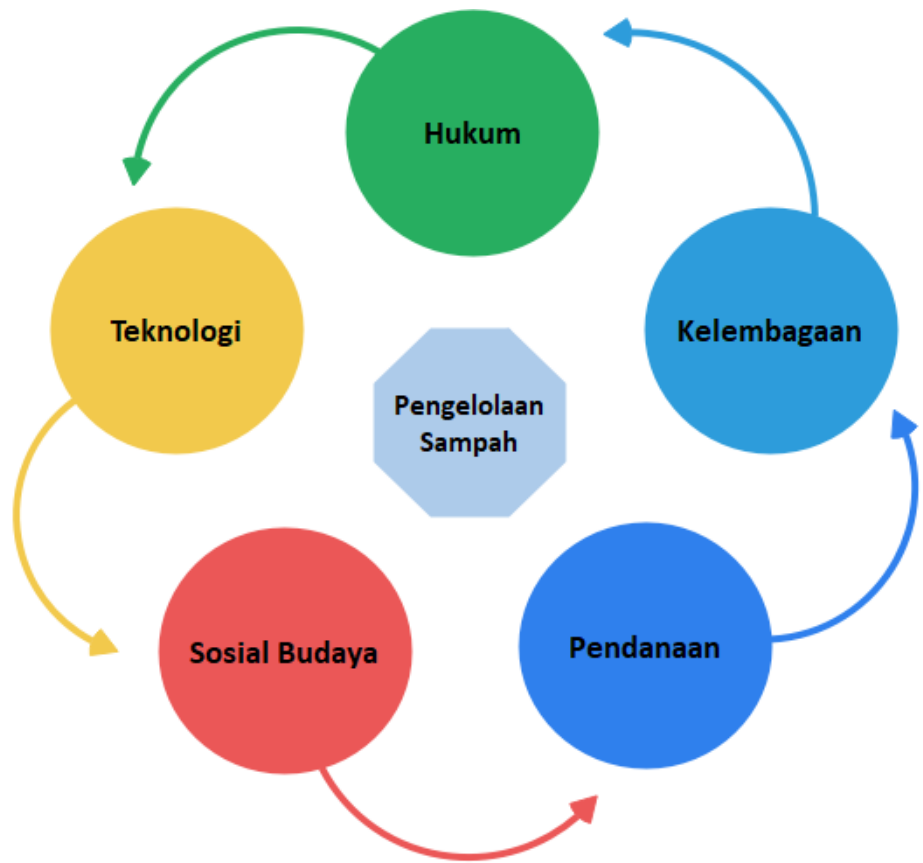 Hukum
Teknologi
Kelembagaan
Pengelolaan
Sampah
Sosial Budaya
Pendanaan